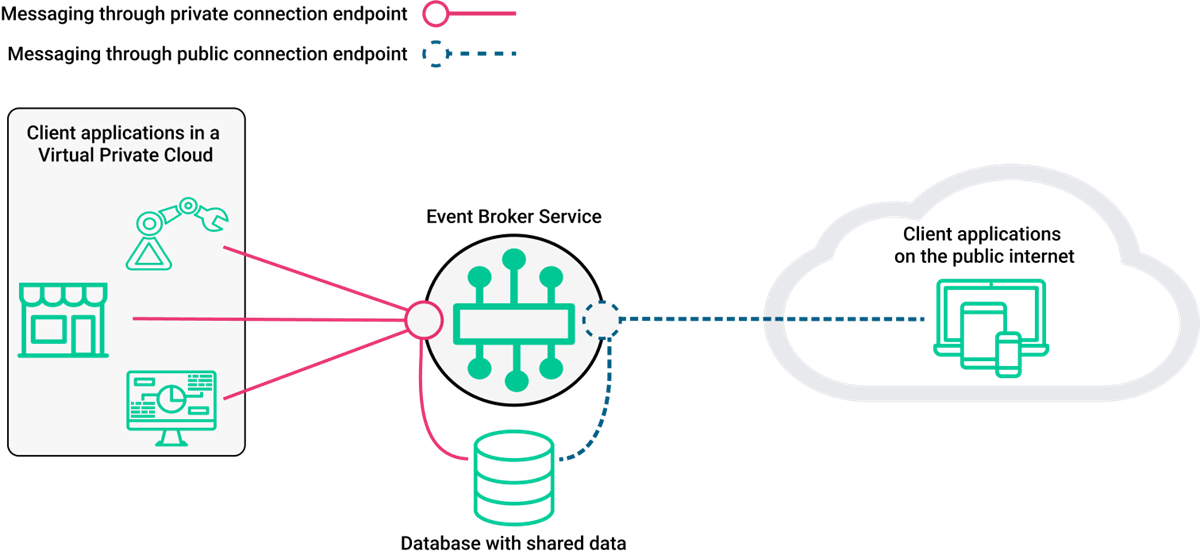 Messaging through private connection endpoint
Messaging through public connection endpoint
Client applications in a
Virtual Private Cloud
Event Broker Service
Client applications
on the public internet
Database with shared data